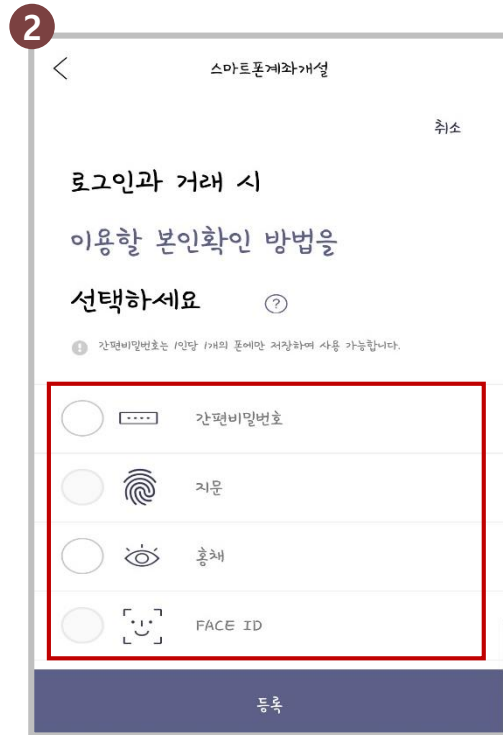 2
스마트폰계좌개설
취소
로그인과 거래 시
이용할 본인확인 방법을
선택하세요 ?
! 간편비밀번호는 1인당 1개의 폰에만 저장하여 사용 가능합니다.
간편비밀번호
지문
홍채
FACE ID
등록